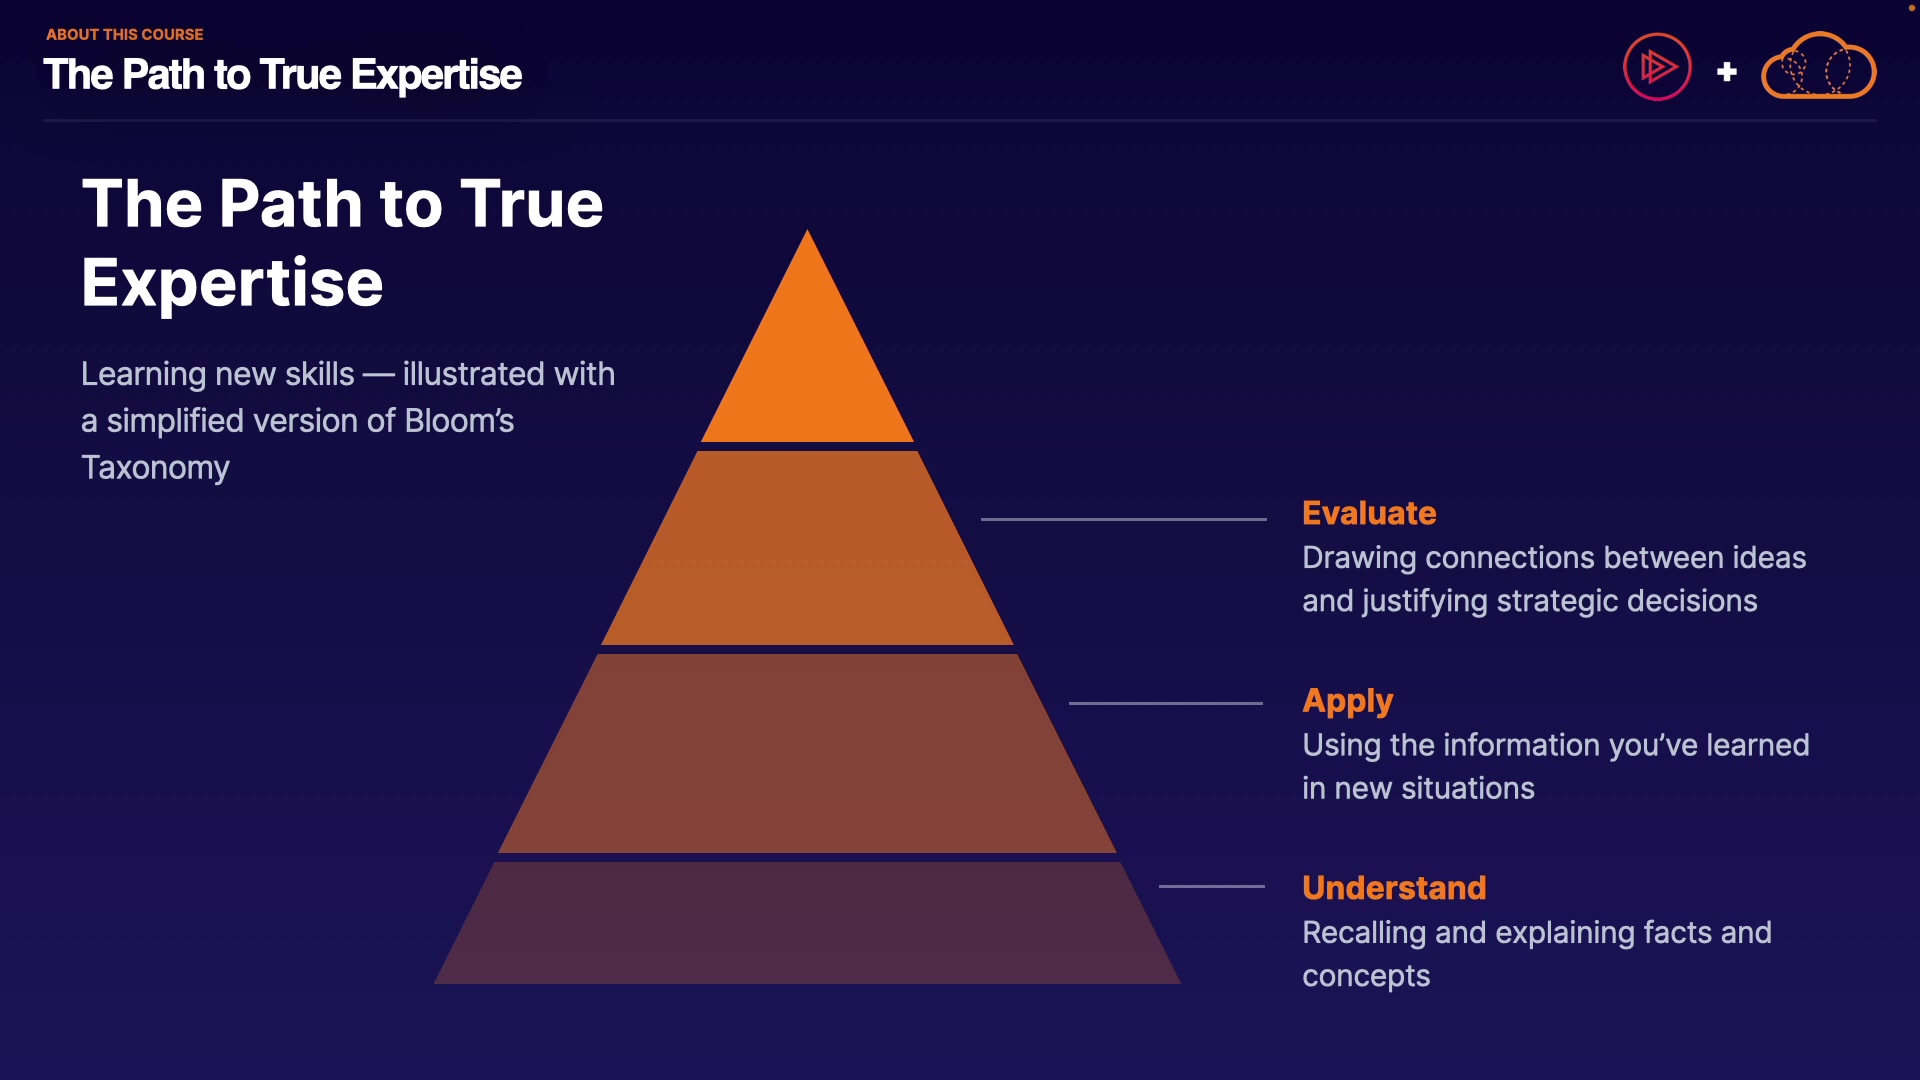 ABOUT THIS COURSE
The Path to True Expertise
The Path to True
Expertise
Learning new skills — illustrated with
a simplified version of Bloom’s
Taxonomy
Evaluate
Drawing connections between ideas
and justifying strategic decisions
Apply
Using the information you’ve learned
in new situations
Understand
Recalling and explaining facts and
concepts